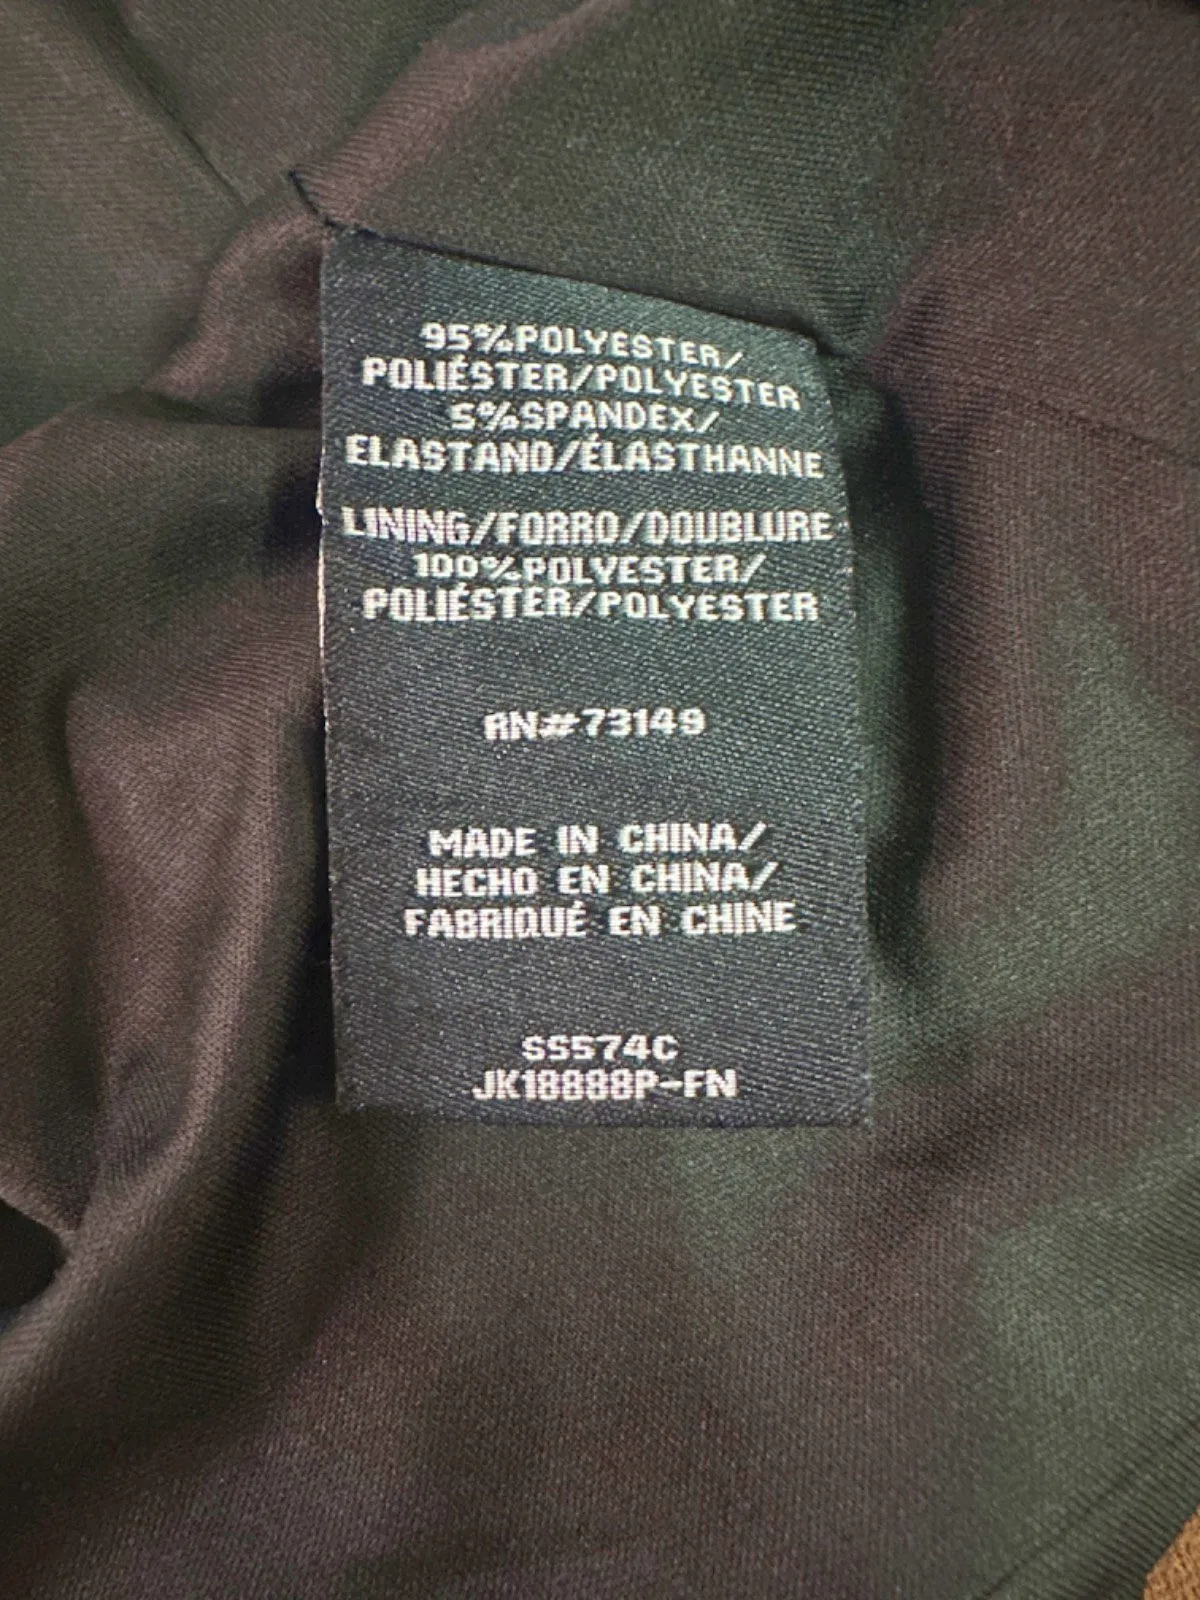 95%POLYESTER/
POLIÉSTER/POLYESTER
5%SPANDEX/
ELASTANO/ÉLASTHANNE
LINING/FORRO/DOUBLURE
100%POLYESTER/
POLIÉSTER/POLYESTER
RN#73149
MADE IN CHINA/
HECHO EN CHINA/
FABRIQUÉ EN CHINE
SS574C
JK18888P-FN